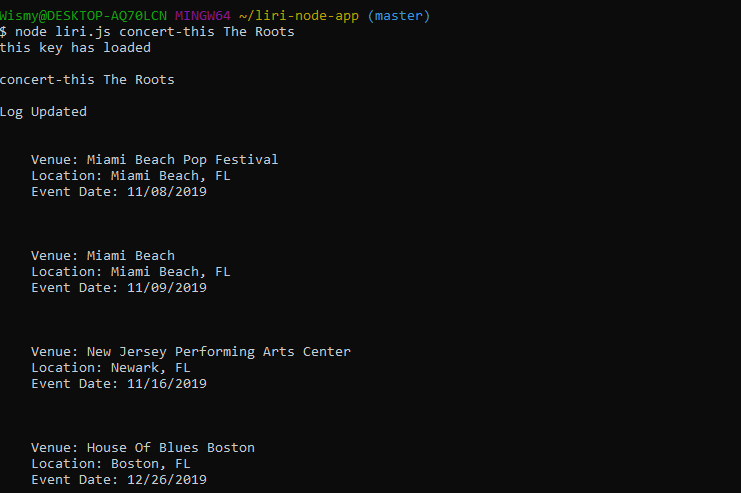 Wismy@DESKTOP-AQ70LCN MINGW64 ~/liri-node-app (master)
$ node liri.js concert-this The Roots
this key has loaded
concert-this The Roots
Log Updated
Venue: Miami Beach Pop Festival
Location: Miami Beach, FL
Event Date: 11/08/2019
Venue: Miami Beach
Location: Miami Beach, FL
Event Date: 11/09/2019
Venue: New Jersey Performing Arts Center
Location: Newark, FL
Event Date: 11/16/2019
Venue: House Of Blues Boston
Location: Boston, FL
Event Date: 12/26/2019